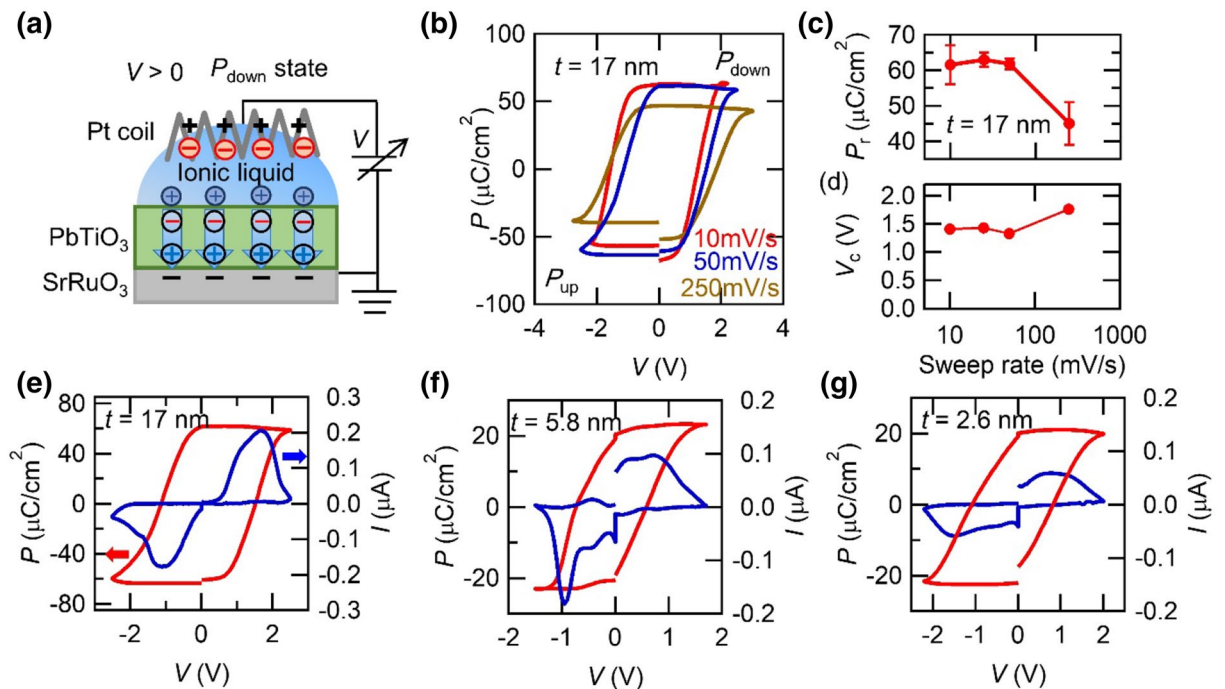 (a)
V > 0
P_down state
Pt coil
+ + + +
− − − −
V
Ionic liquid
+ + + +
− − − −
PbTiO3
+ + + +
SrRuO3
− − − −
(b)
P (μC/cm2)
100
50
0
-50
-100
t = 17 nm
Pdown
Pup
10mV/s
50mV/s
250mV/s
-4 -2 0 2 4
V (V)
(c)
Pr (μC/cm2)
70
60
50
40
t = 17 nm
(d)
Vc (V)
2.0
1.5
1.0
0.5
0.0
10 100 1000
Sweep rate (mV/s)
(e)
P (μC/cm2)
80
40
0
-40
-80
t = 17 nm
0.3
0.2
0.1
0.0
-0.1
-0.2
-0.3
I (μA)
-2 0 2
V (V)
(f)
P (μC/cm2)
20
0
-20
t = 5.8 nm
0.2
0.1
0.0
-0.1
-0.2
I (μA)
-2 -1 0 1 2
V (V)
(g)
P (μC/cm2)
20
0
-20
t = 2.6 nm
0.2
0.1
0.0
-0.1
-0.2
I (μA)
-2 -1 0 1 2
V (V)